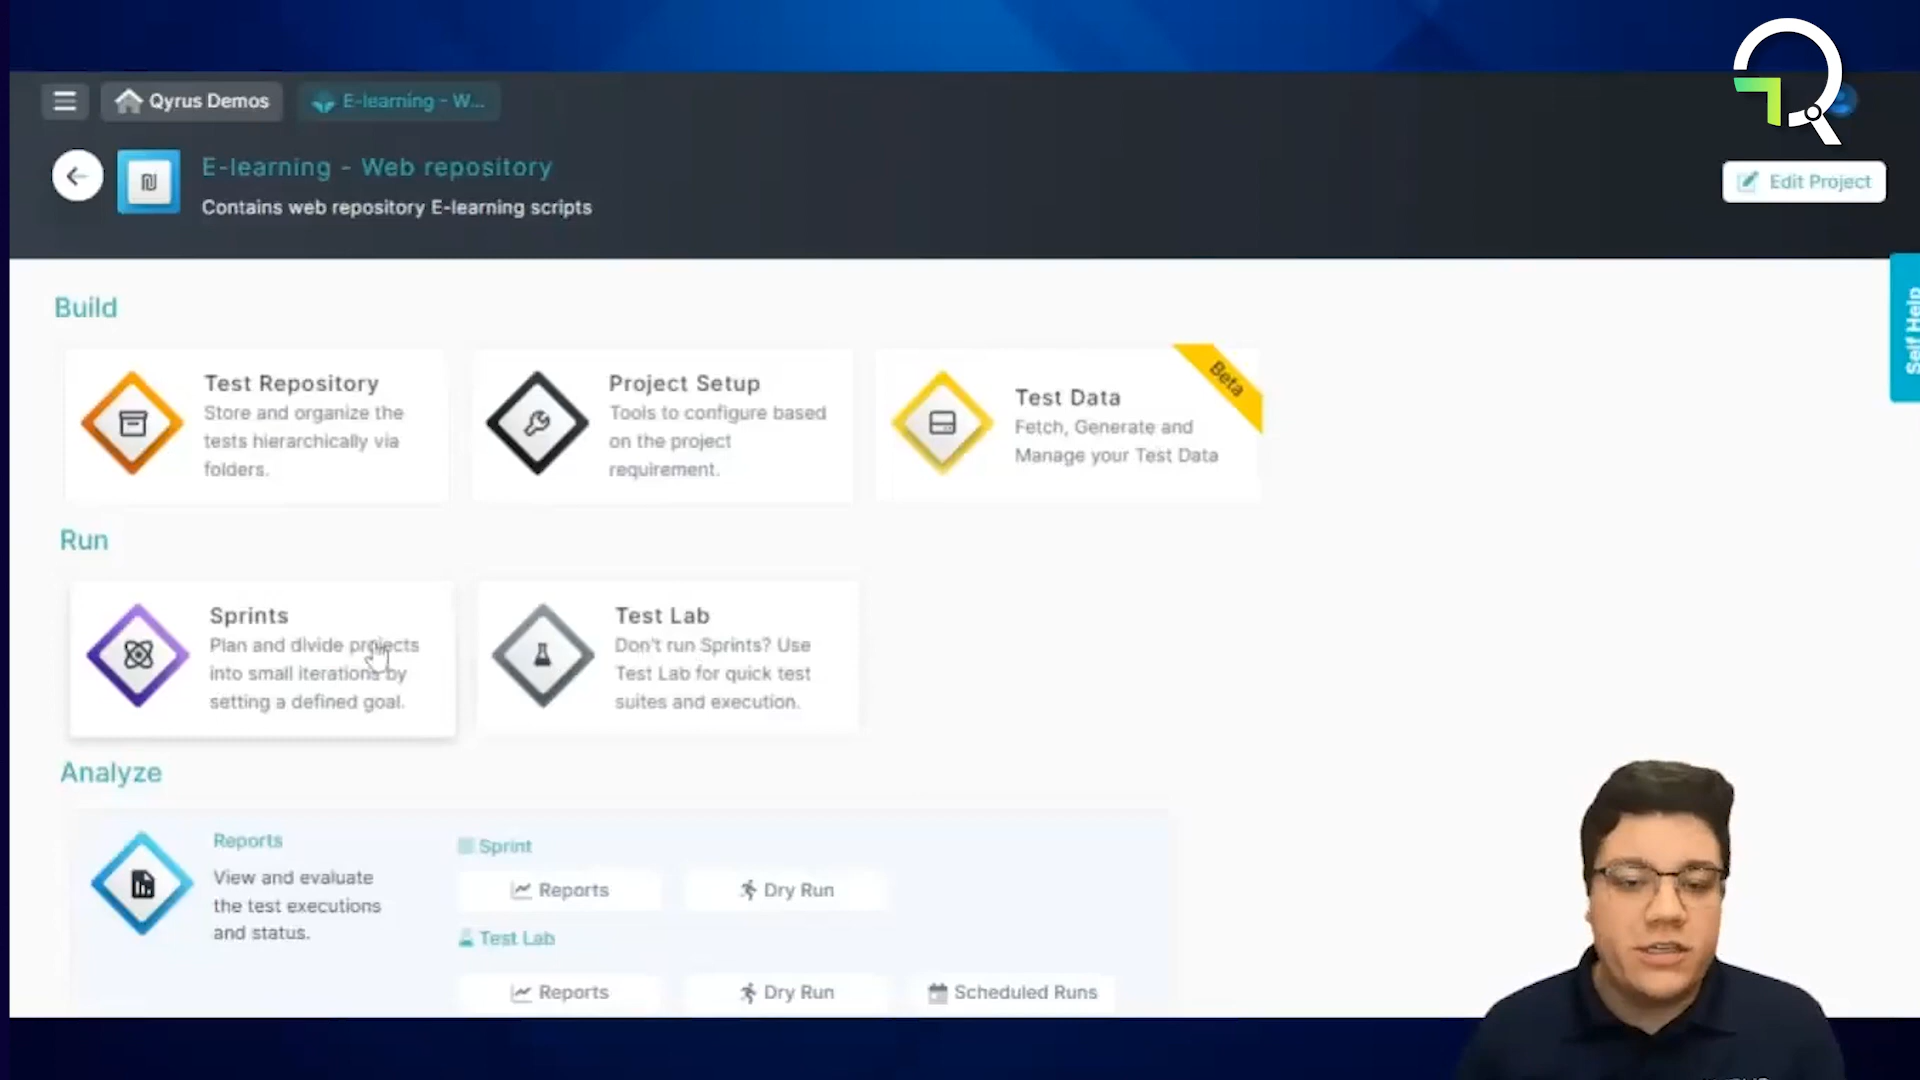 Qyrus Demos
E-learning - W...
E-learning - Web repository
Contains web repository E-learning scripts
Edit Project
Self Help
Build
Test Repository
Store and organize the
tests hierarchically via
folders.
Project Setup
Tools to configure based
on the project
requirement.
Test Data
Fetch, Generate and
Manage your Test Data
Beta
Run
Sprints
Plan and divide projects
into small iterations by
setting a defined goal.
Test Lab
Don't run Sprints? Use
Test Lab for quick test
suites and execution.
Analyze
Reports
View and evaluate
the test executions
and status.
Sprint
Reports
Dry Run
Test Lab
Reports
Dry Run
Scheduled Runs